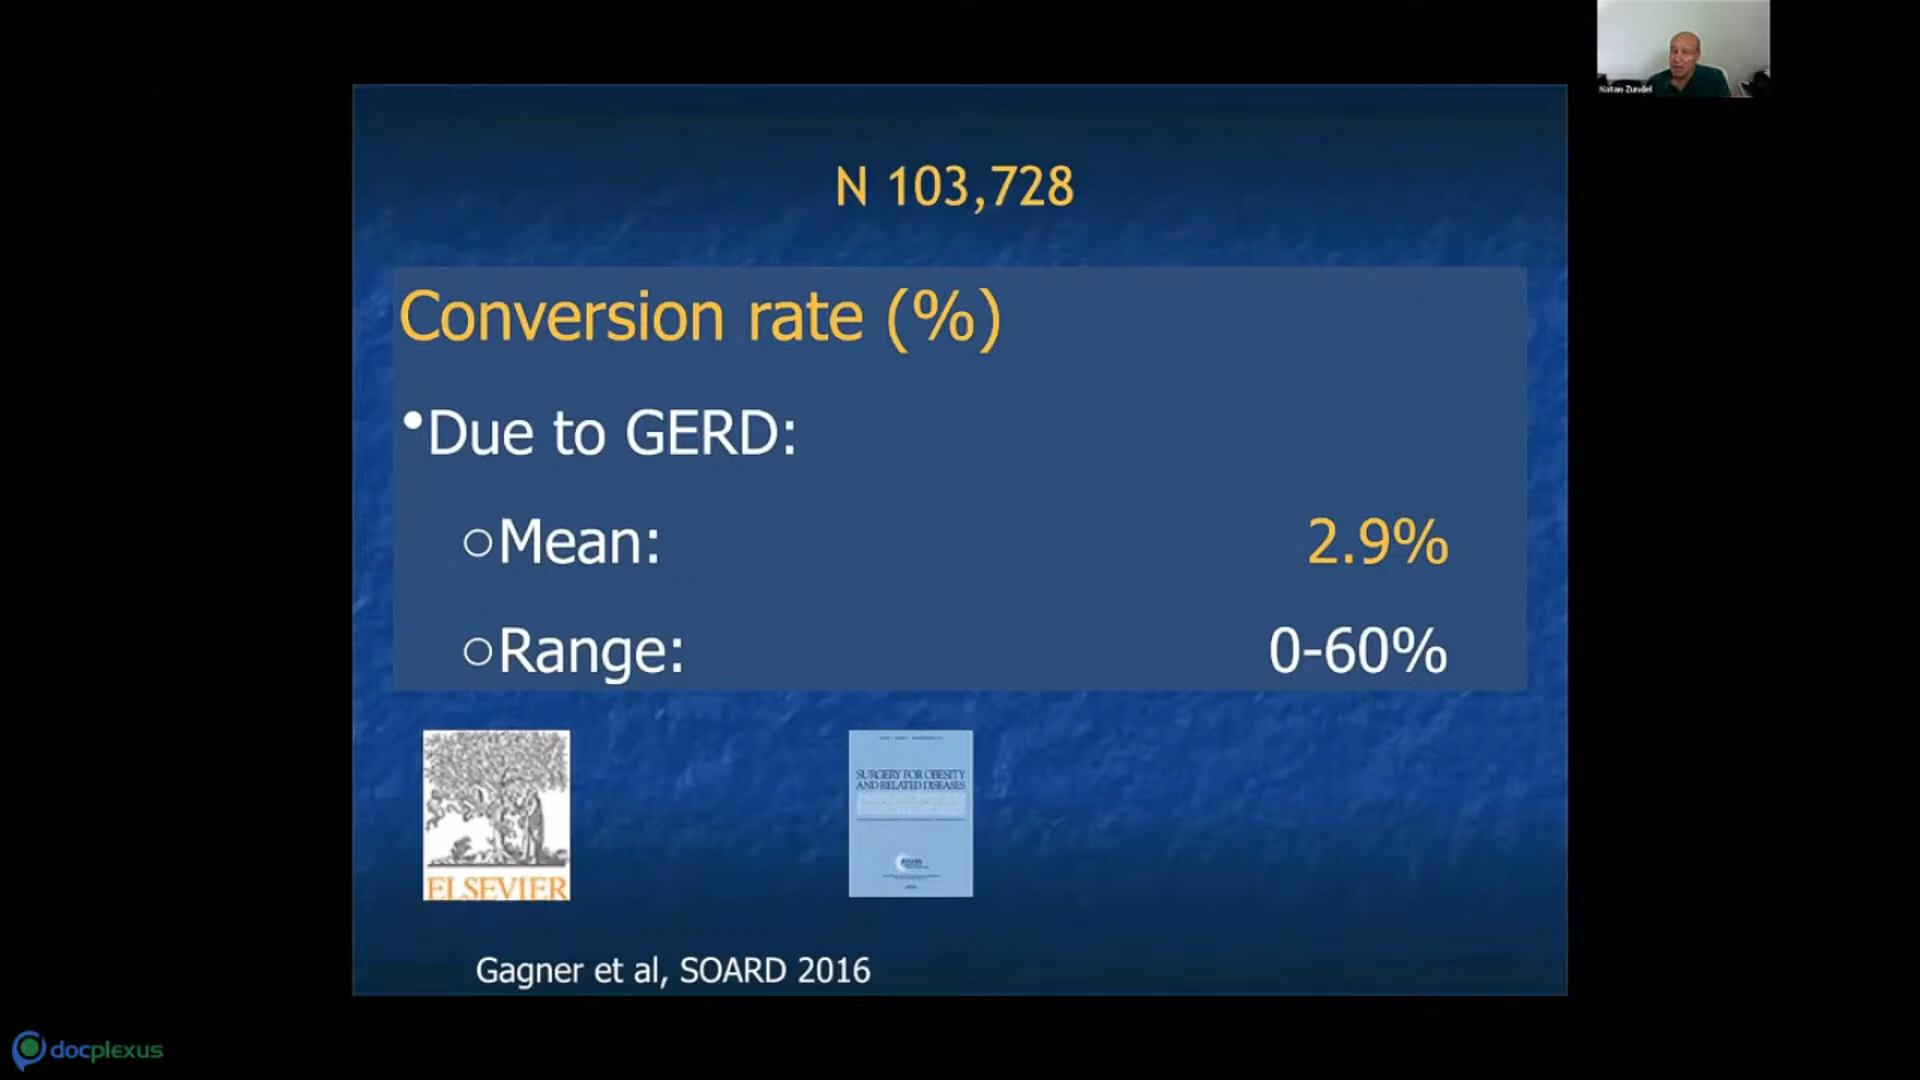 Natan Zundel
N 103,728
Conversion rate (%)
•Due to GERD:
○Mean: 2.9%
○Range: 0-60%
SURGERY FOR OBESITY
AND RELATED DISEASES
ELSEVIER
Gagner et al, SOARD 2016
docplexus